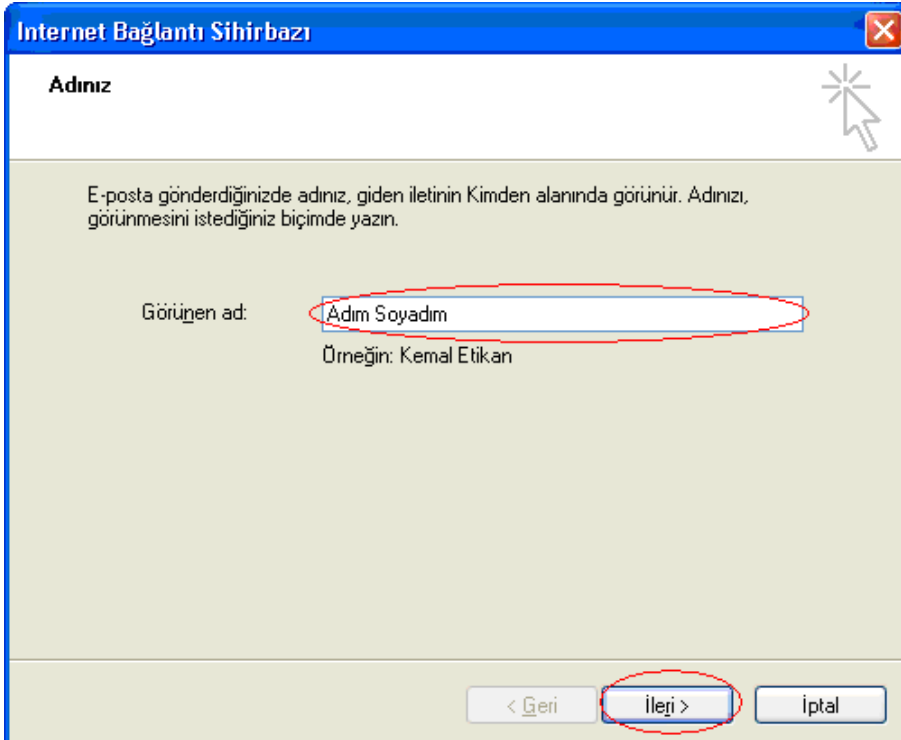 Internet Bağlantı Sihirbazı
Adınız
E-posta gönderdiğinizde adınız, giden iletinin Kimden alanında görünür. Adınızı,
görünmesini istediğiniz biçimde yazın.
Görünen ad: Adım Soyadım
Örneğin: Kemal Etikan
< Geri İleri > İptal